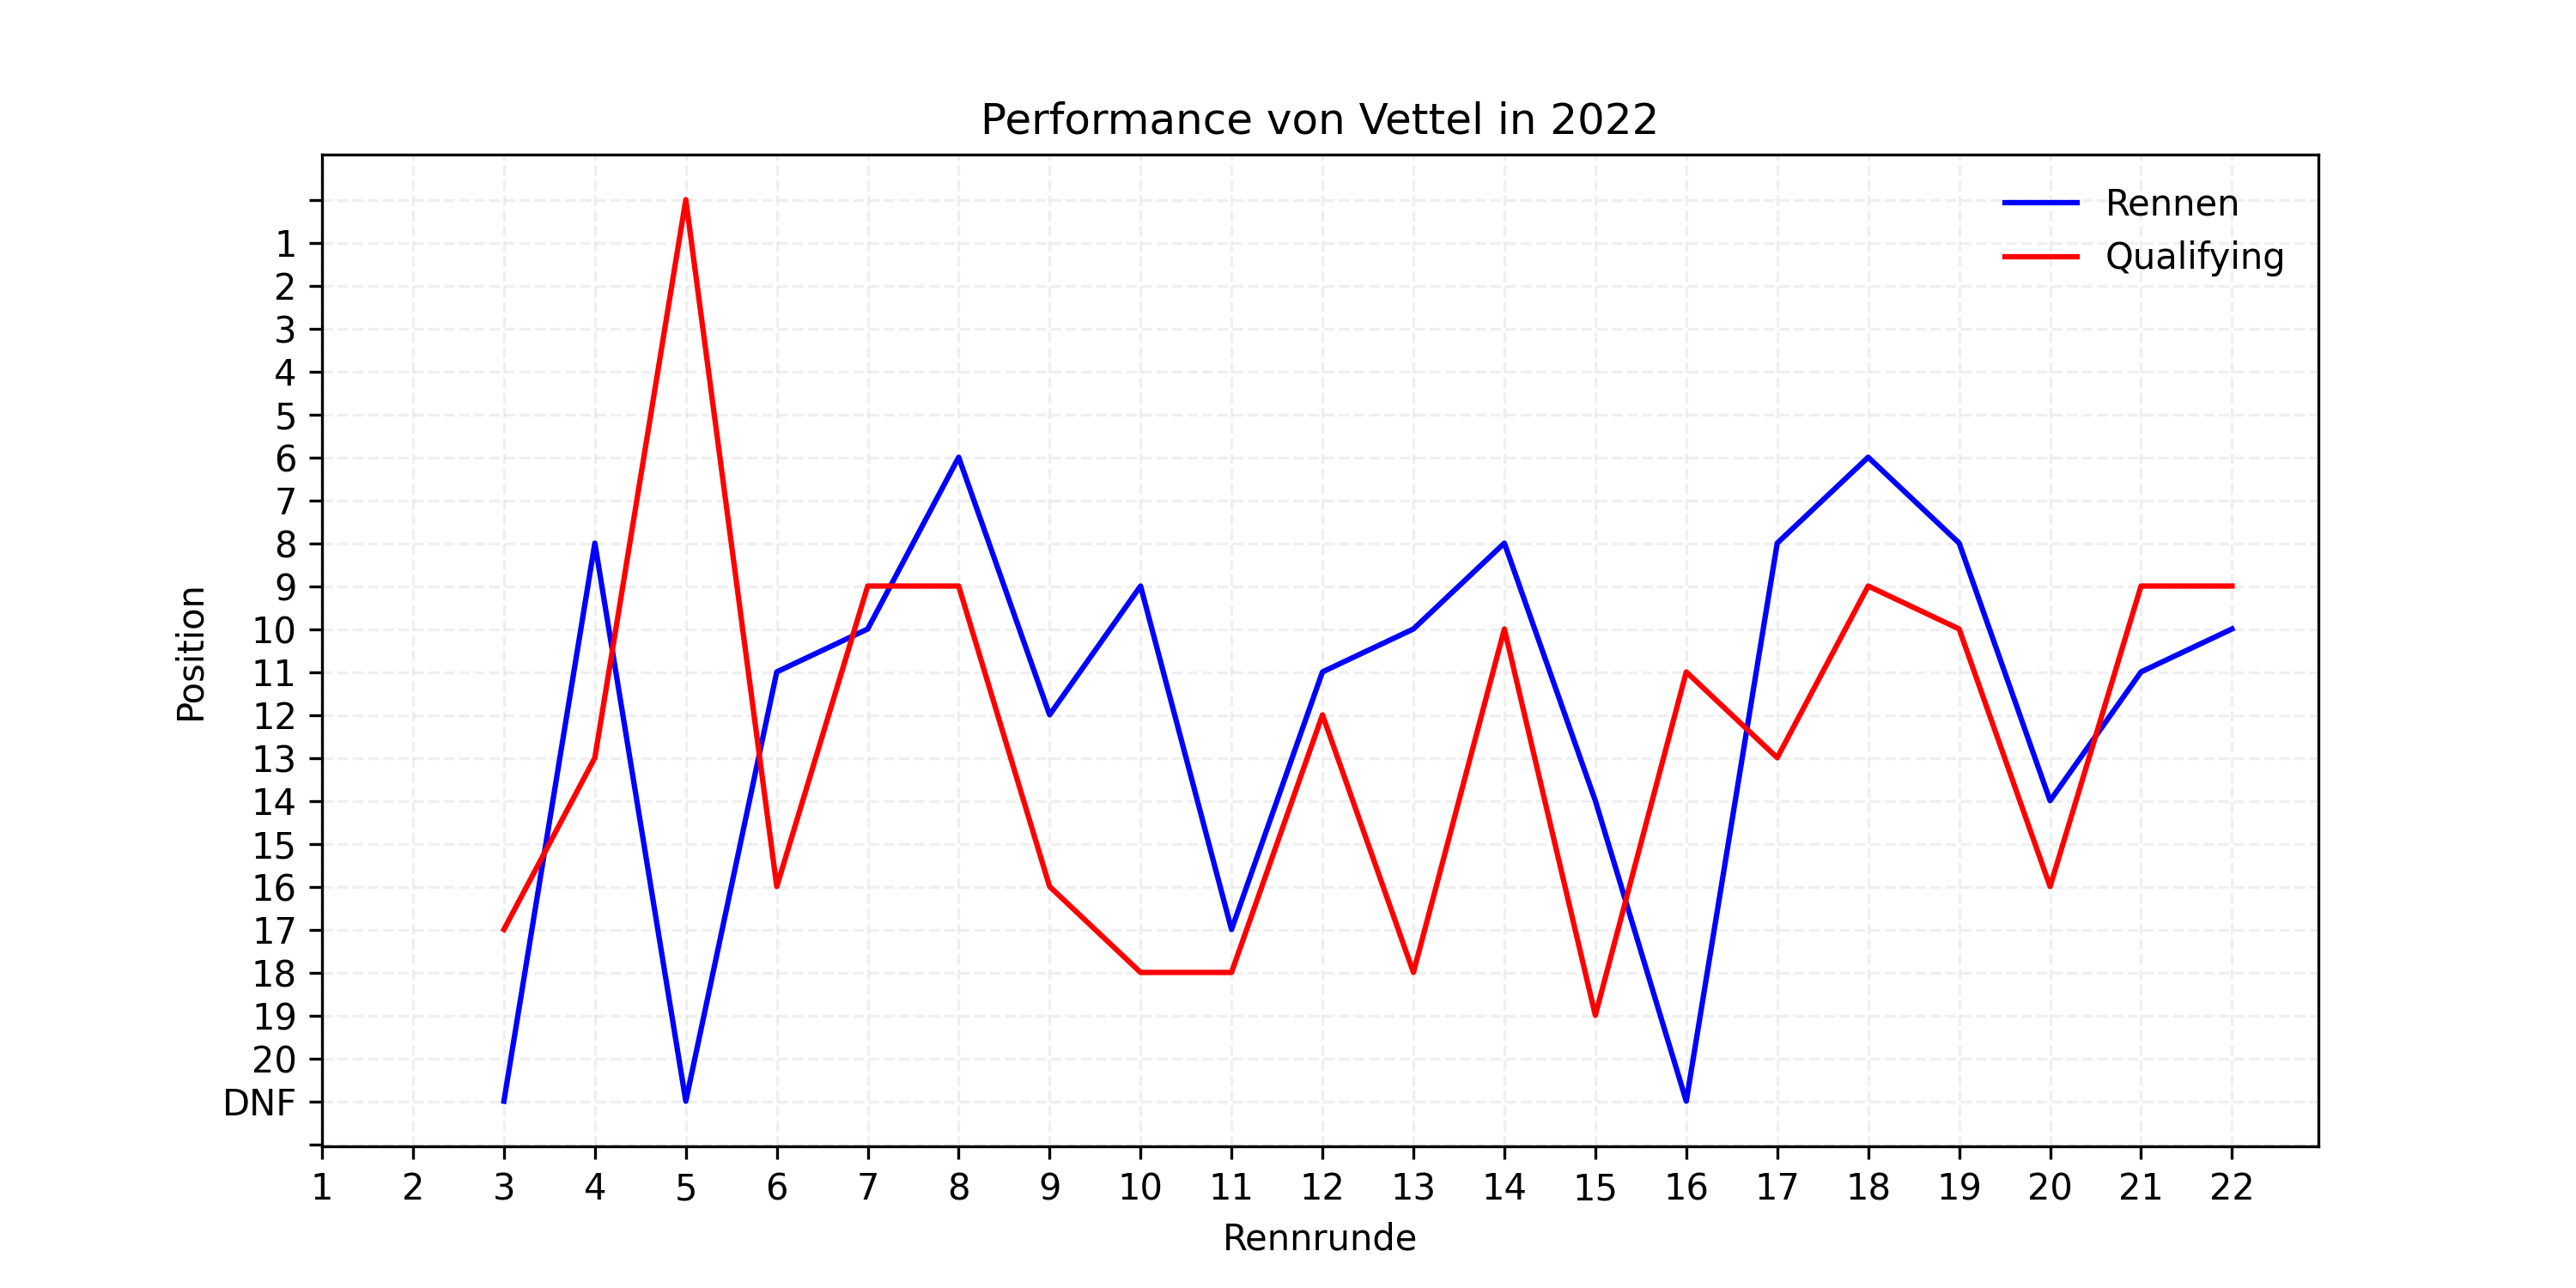 Performance von Vettel in 2022
Rennen
Qualifying
1
2
3
4
5
6
7
8
9
10
11
12
13
14
15
16
17
18
19
20
DNF
Position
1 2 3 4 5 6 7 8 9 10 11 12 13 14 15 16 17 18 19 20 21 22
Rennrunde